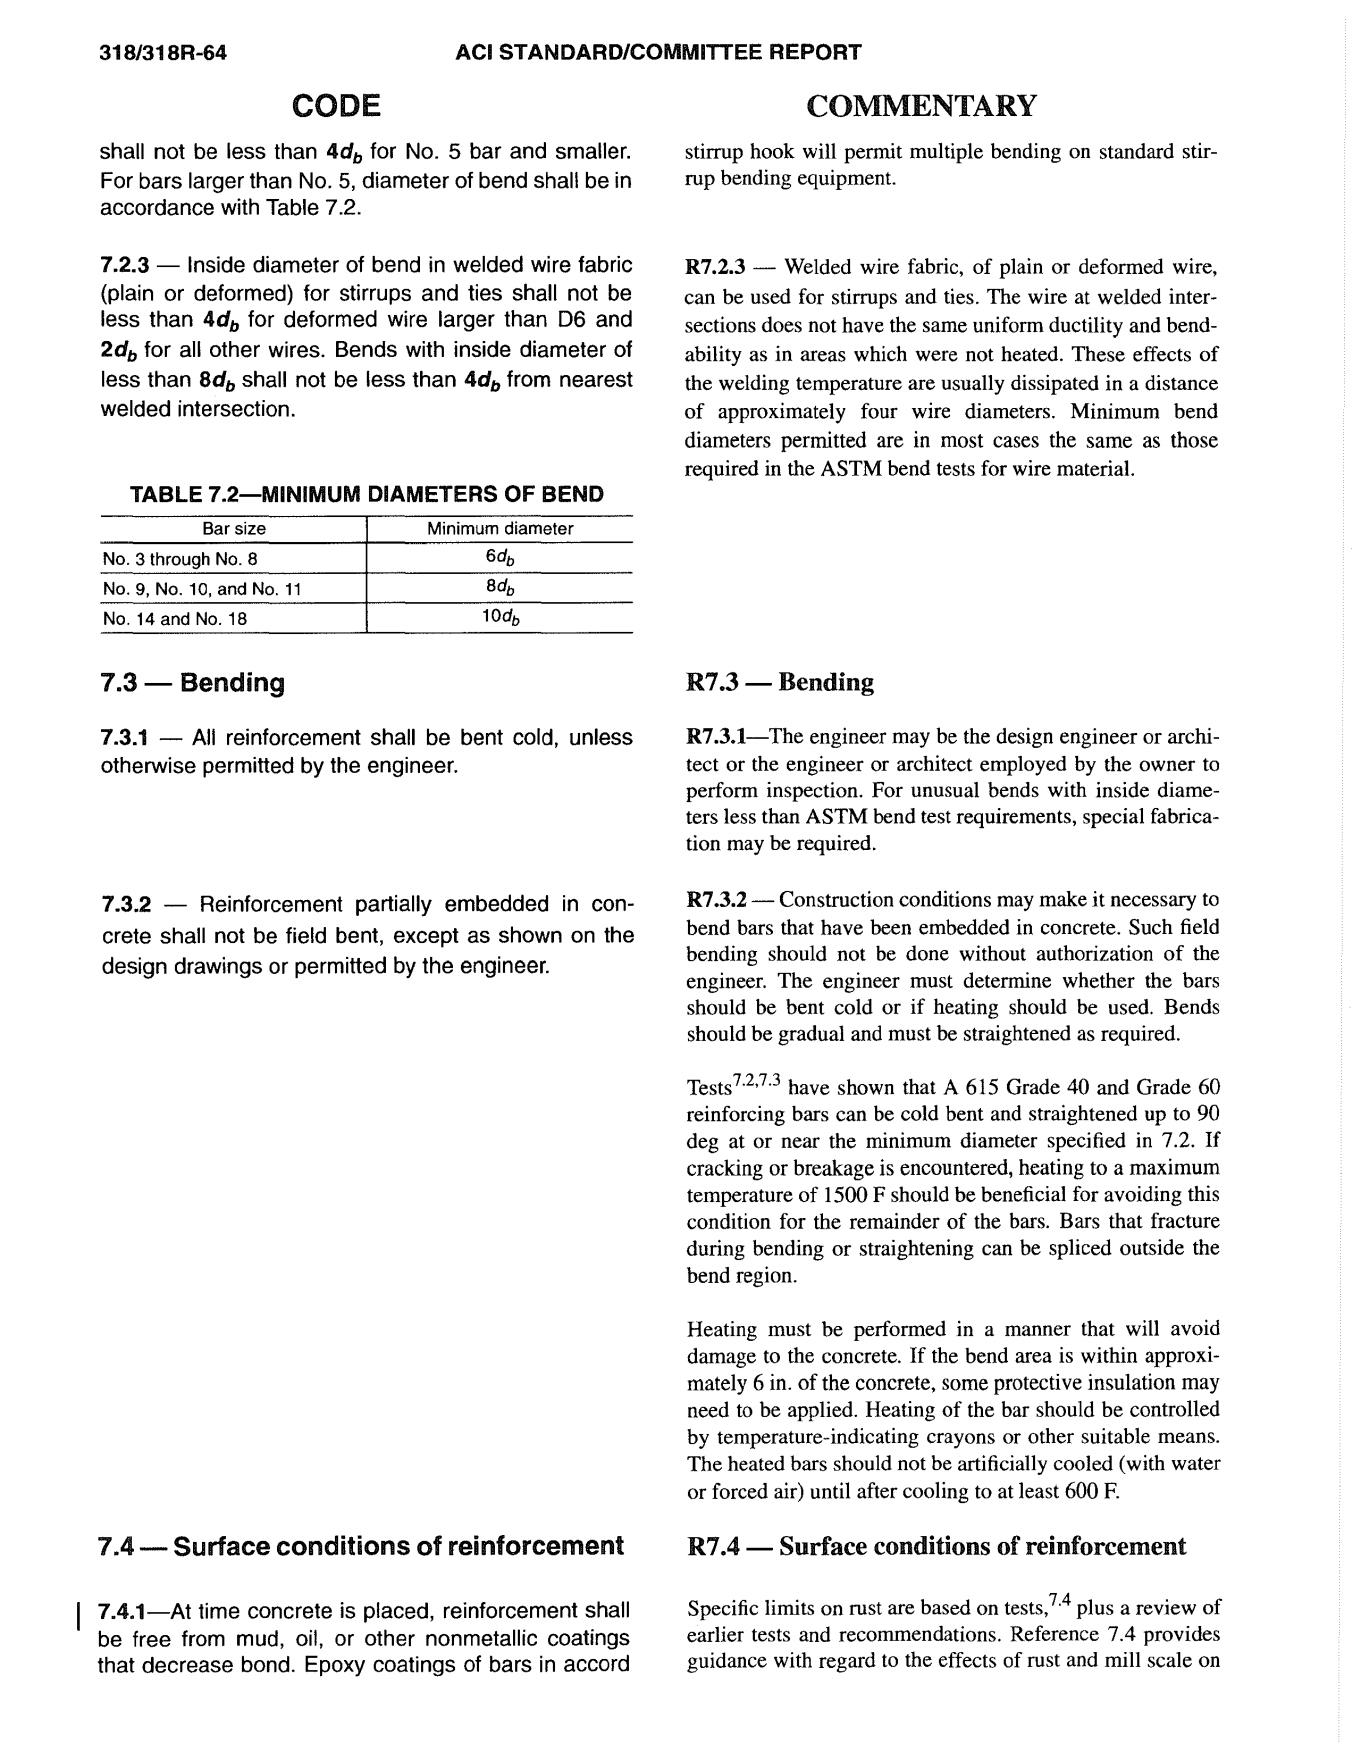 318/318R-64
ACI STANDARD/COMMITTEE REPORT
CODE
shall not be less than 4db for No. 5 bar and smaller.
For bars larger than No. 5, diameter of bend shall be in
accordance with Table 7.2.
7.2.3 — Inside diameter of bend in welded wire fabric
(plain or deformed) for stirrups and ties shall not be
less than 4db for deformed wire larger than D6 and
2db for all other wires. Bends with inside diameter of
less than 8db shall not be less than 4db from nearest
welded intersection.
TABLE 7.2—MINIMUM DIAMETERS OF BEND
Bar size Minimum diameter
No. 3 through No. 8 6db
No. 9, No. 10, and No. 11 8db
No. 14 and No. 18 10db
7.3 — Bending
7.3.1 — All reinforcement shall be bent cold, unless
otherwise permitted by the engineer.
7.3.2 — Reinforcement partially embedded in con-
crete shall not be field bent, except as shown on the
design drawings or permitted by the engineer.
7.4 — Surface conditions of reinforcement
7.4.1—At time concrete is placed, reinforcement shall
be free from mud, oil, or other nonmetallic coatings
that decrease bond. Epoxy coatings of bars in accord
COMMENTARY
stirrup hook will permit multiple bending on standard stir-
rup bending equipment.
R7.2.3 — Welded wire fabric, of plain or deformed wire,
can be used for stirrups and ties. The wire at welded inter-
sections does not have the same uniform ductility and bend-
ability as in areas which were not heated. These effects of
the welding temperature are usually dissipated in a distance
of approximately four wire diameters. Minimum bend
diameters permitted are in most cases the same as those
required in the ASTM bend tests for wire material.
R7.3 — Bending
R7.3.1—The engineer may be the design engineer or archi-
tect or the engineer or architect employed by the owner to
perform inspection. For unusual bends with inside diame-
ters less than ASTM bend test requirements, special fabrica-
tion may be required.
R7.3.2 — Construction conditions may make it necessary to
bend bars that have been embedded in concrete. Such field
bending should not be done without authorization of the
engineer. The engineer must determine whether the bars
should be bent cold or if heating should be used. Bends
should be gradual and must be straightened as required.
Tests7.2,7.3 have shown that A 615 Grade 40 and Grade 60
reinforcing bars can be cold bent and straightened up to 90
deg at or near the minimum diameter specified in 7.2. If
cracking or breakage is encountered, heating to a maximum
temperature of 1500 F should be beneficial for avoiding this
condition for the remainder of the bars. Bars that fracture
during bending or straightening can be spliced outside the
bend region.
Heating must be performed in a manner that will avoid
damage to the concrete. If the bend area is within approxi-
mately 6 in. of the concrete, some protective insulation may
need to be applied. Heating of the bar should be controlled
by temperature-indicating crayons or other suitable means.
The heated bars should not be artificially cooled (with water
or forced air) until after cooling to at least 600 F.
R7.4 — Surface conditions of reinforcement
Specific limits on rust are based on tests,7.4 plus a review of
earlier tests and recommendations. Reference 7.4 provides
guidance with regard to the effects of rust and mill scale on